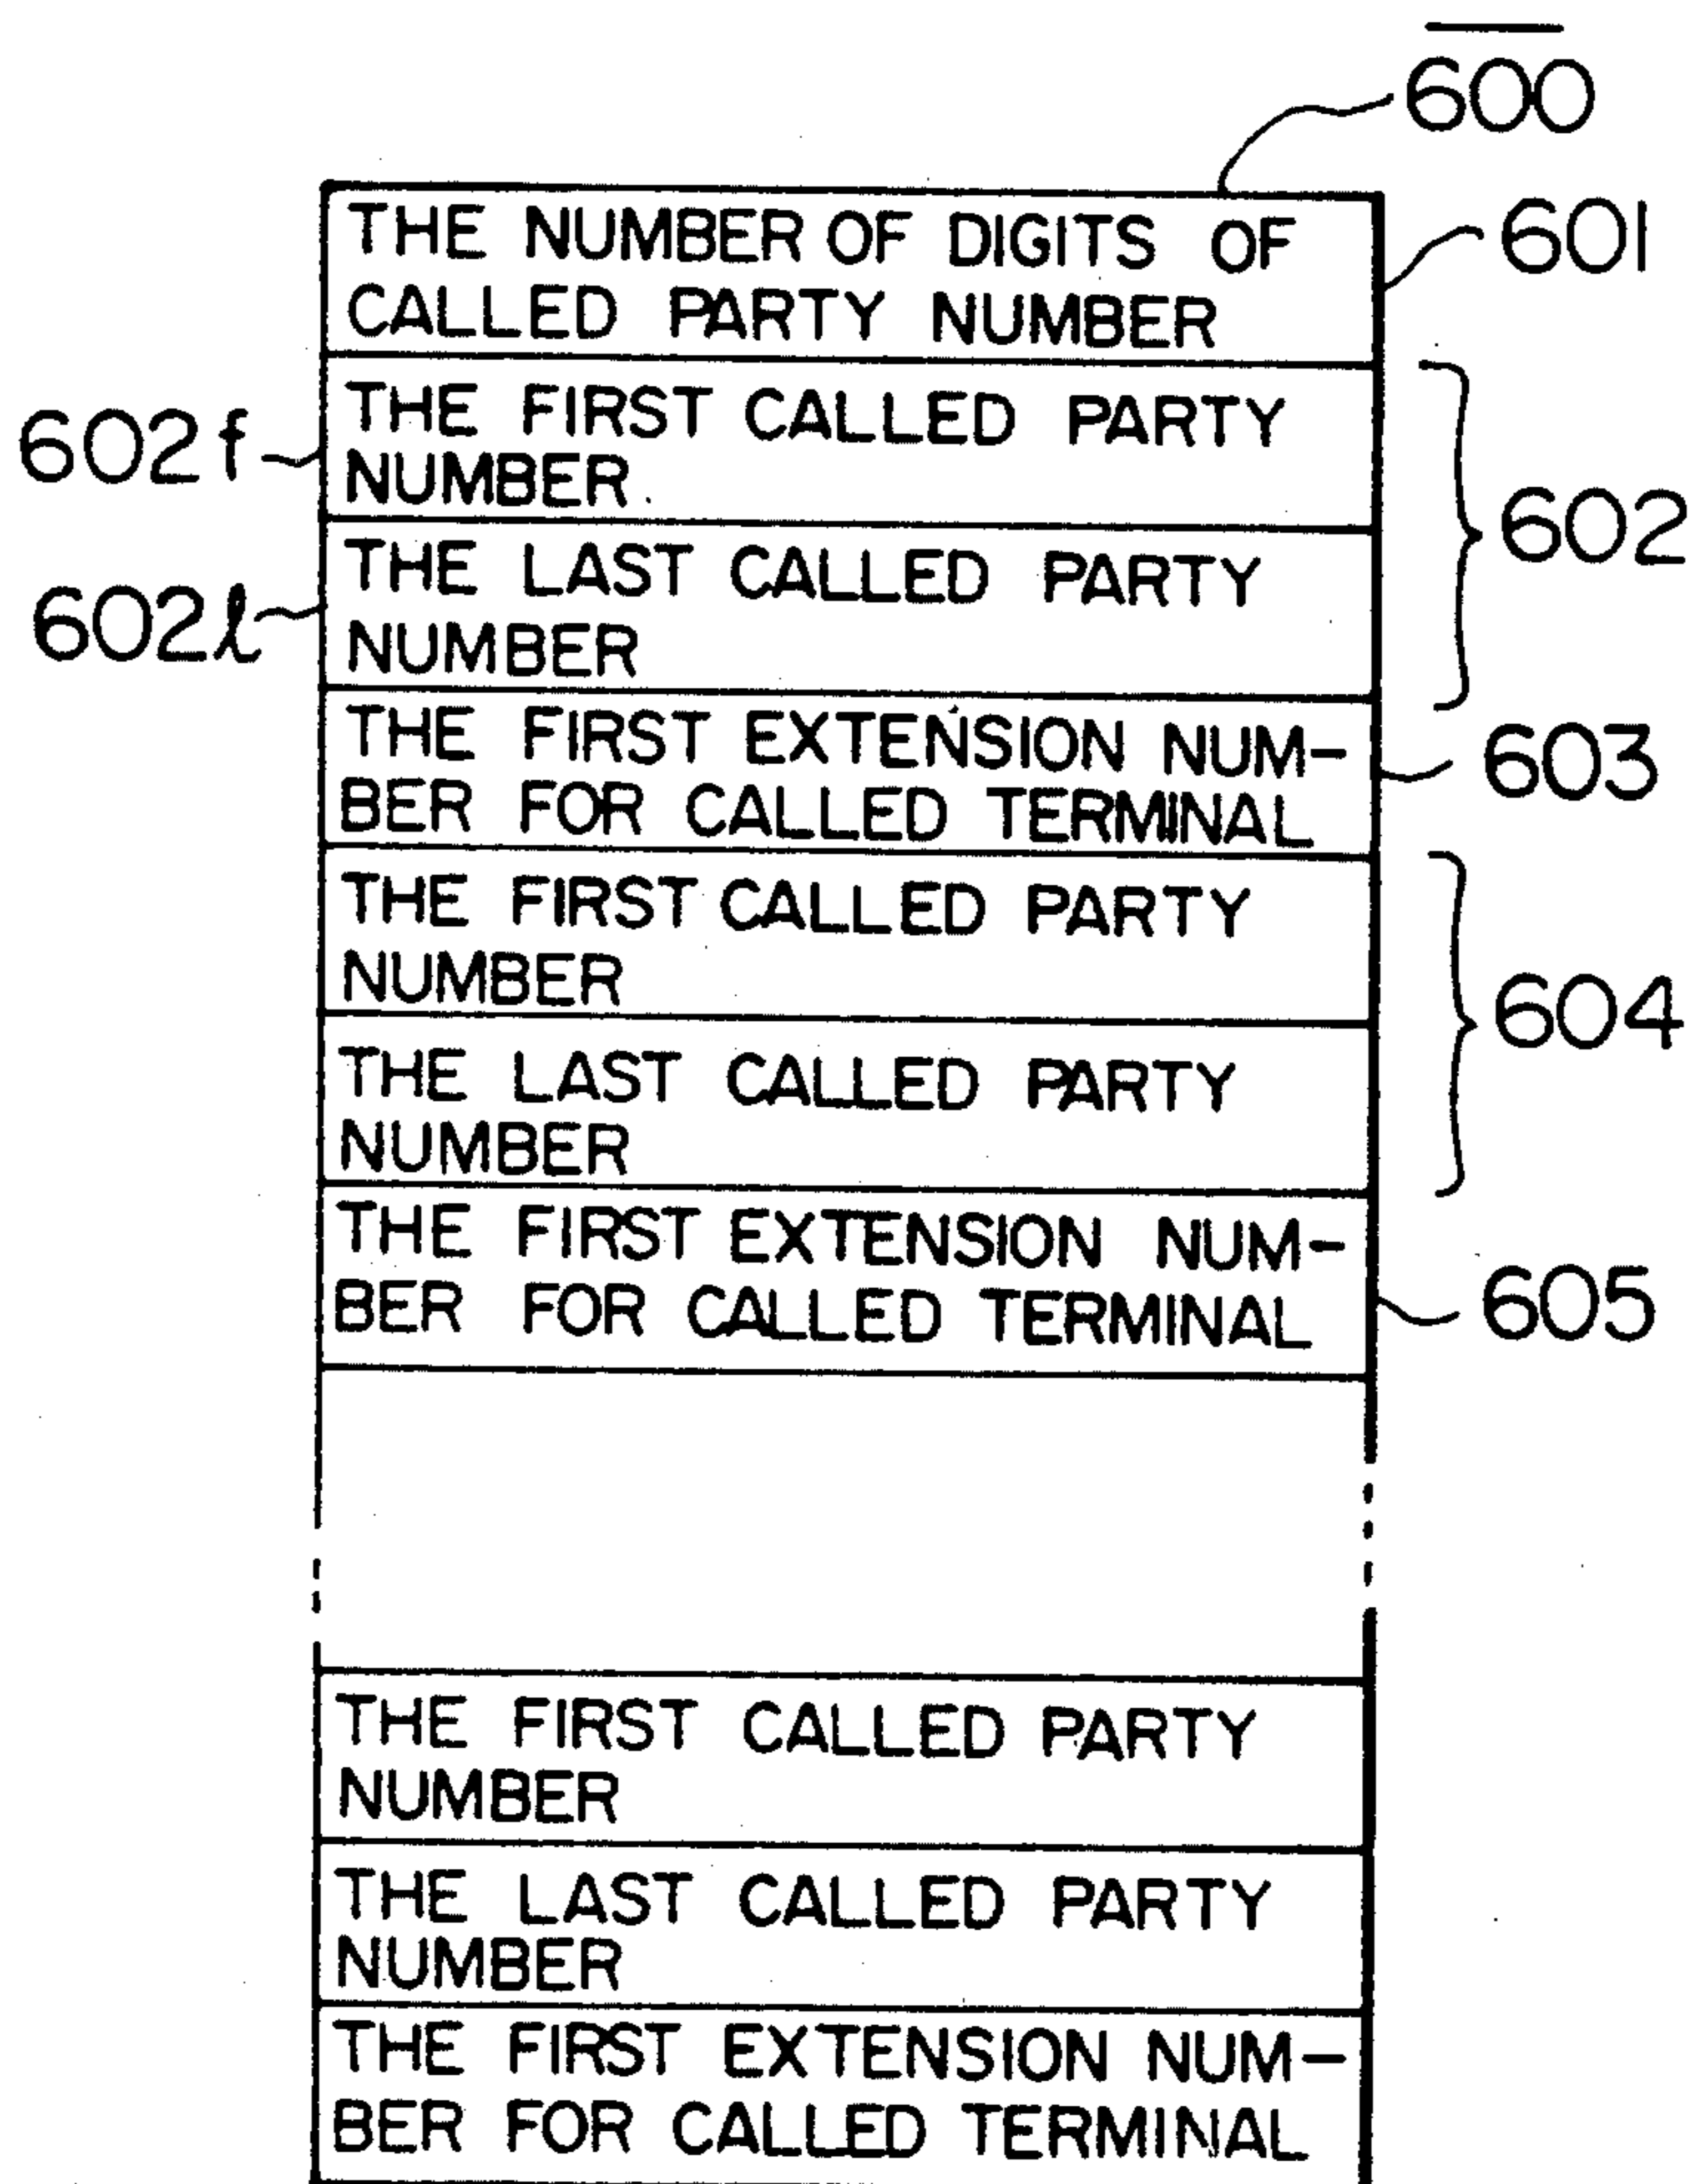 600
THE NUMBER OF DIGITS OF
CALLED PARTY NUMBER
601
THE FIRST CALLED PARTY
NUMBER
602f
602
THE LAST CALLED PARTY
NUMBER
602ℓ
THE FIRST EXTENSION NUM-
BER FOR CALLED TERMINAL
603
THE FIRST CALLED PARTY
NUMBER
604
THE LAST CALLED PARTY
NUMBER
THE FIRST EXTENSION NUM-
BER FOR CALLED TERMINAL
605
THE FIRST CALLED PARTY
NUMBER
THE LAST CALLED PARTY
NUMBER
THE FIRST EXTENSION NUM-
BER FOR CALLED TERMINAL